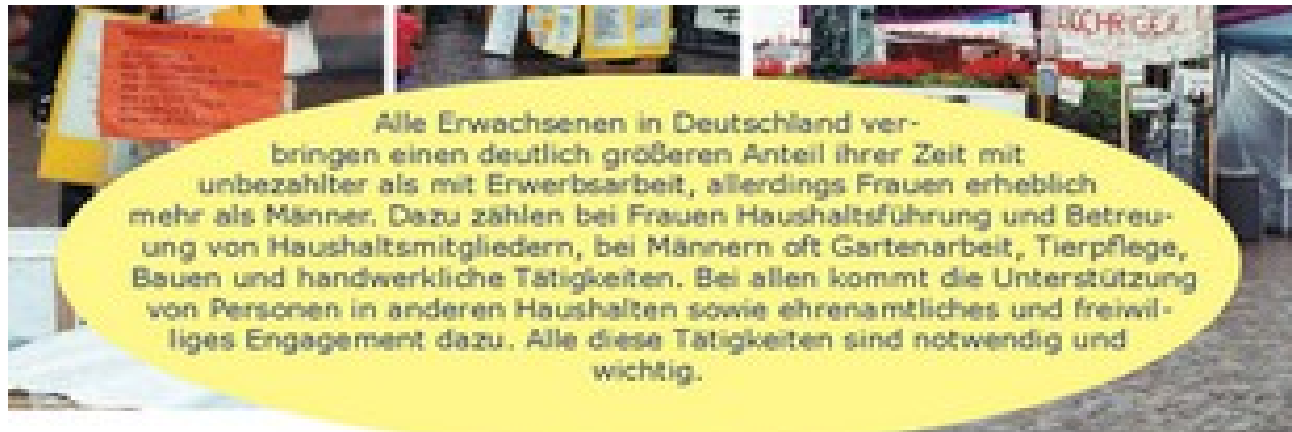 Alle Erwachsenen in Deutschland ver-
bringen einen deutlich größeren Anteil ihrer Zeit mit
unbezahlter als mit Erwerbsarbeit, allerdings Frauen erheblich
mehr als Männer. Dazu zählen bei Frauen Haushaltsführung und Betreu-
ung von Haushaltsmitgliedern, bei Männern oft Gartenarbeit, Tierpflege,
Bauen und handwerkliche Tätigkeiten. Bei allen kommt die Unterstützung
von Personen in anderen Haushalten sowie ehrenamtliches und freiwil-
liges Engagement dazu. Alle diese Tätigkeiten sind notwendig und
wichtig.